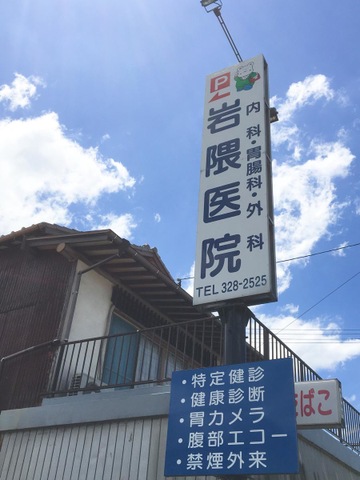 P
岩隈医院
内科・胃腸科・外科
TEL 328-2525
・特定健診
・健康診断
・胃カメラ
・腹部エコー
・禁煙外来
ばこ